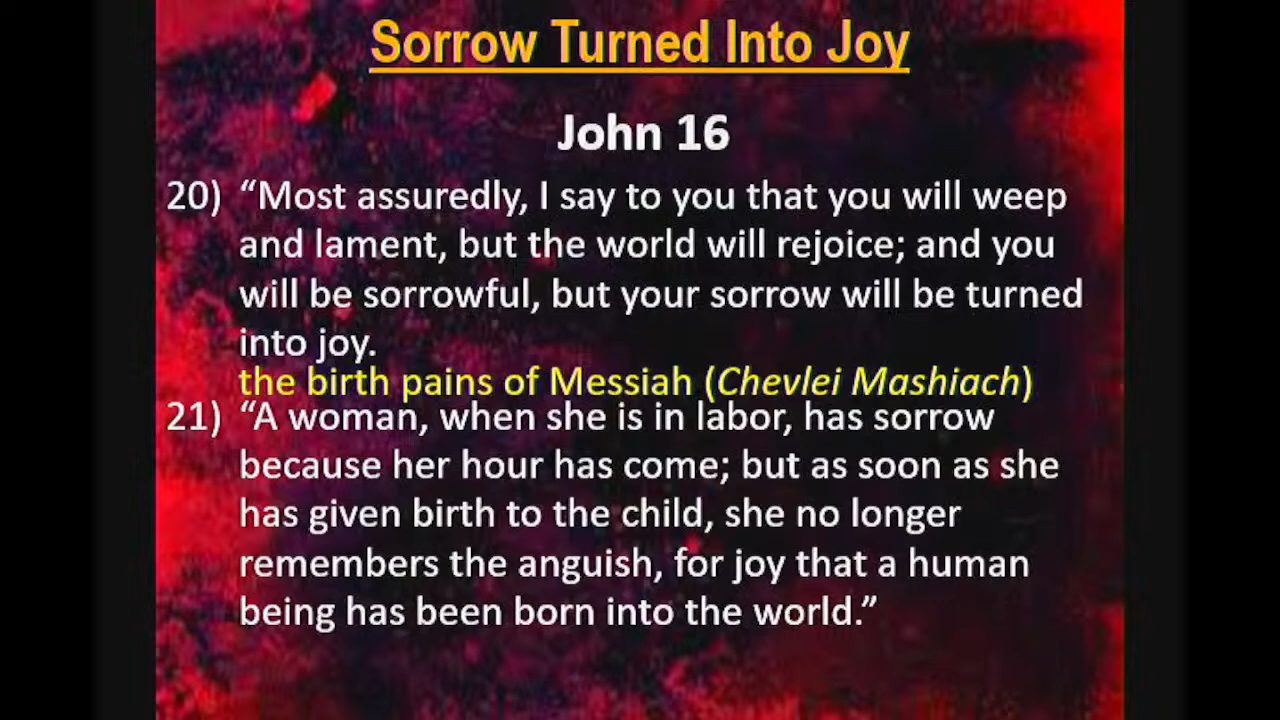 Sorrow Turned Into Joy
John 16
20) “Most assuredly, I say to you that you will weep
and lament, but the world will rejoice; and you
will be sorrowful, but your sorrow will be turned
into joy.
the birth pains of Messiah (Chevlei Mashiach)
21) “A woman, when she is in labor, has sorrow
because her hour has come; but as soon as she
has given birth to the child, she no longer
remembers the anguish, for joy that a human
being has been born into the world.”